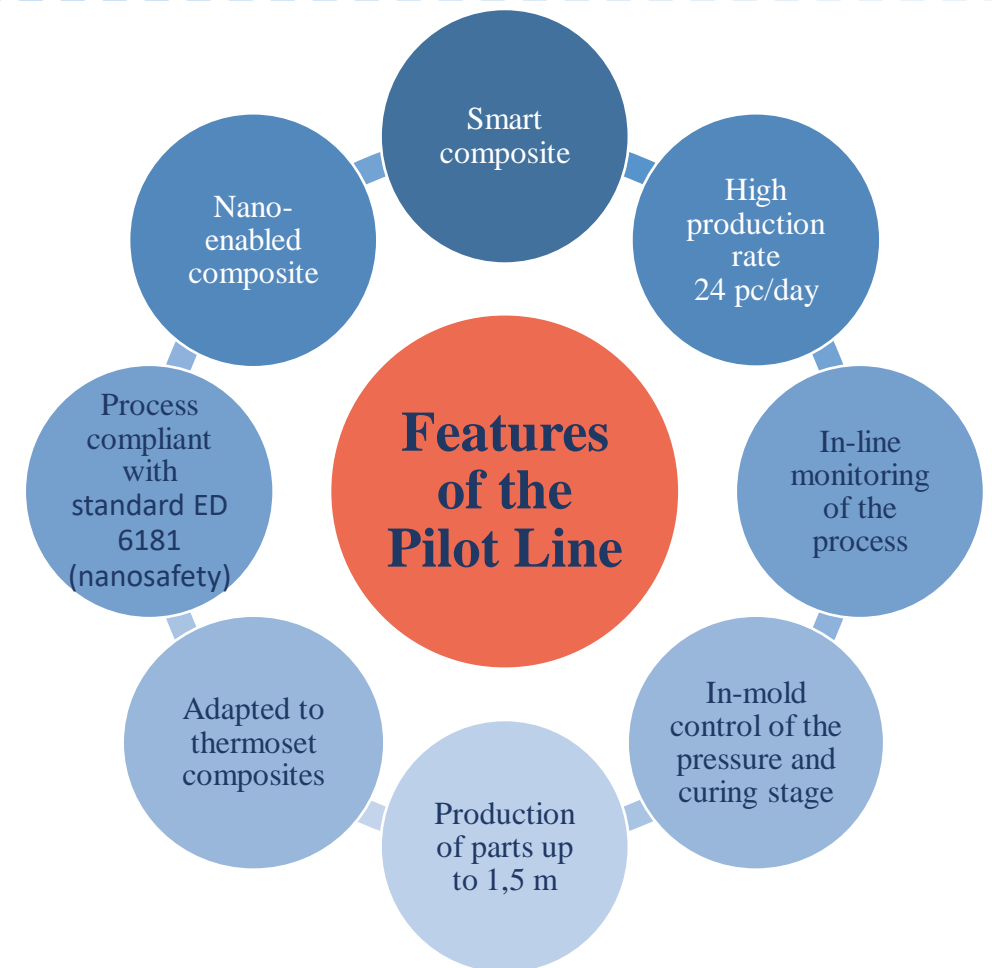 Smart
composite
High
production
rate
24 pc/day
In-line
monitoring
of the
process
In-mold
control of the
pressure and
curing stage
Production
of parts up
to 1,5 m
Adapted to
thermoset
composites
Process
compliant
with
standard ED
6181
(nanosafety)
Nano-
enabled
composite
Features
of the
Pilot Line